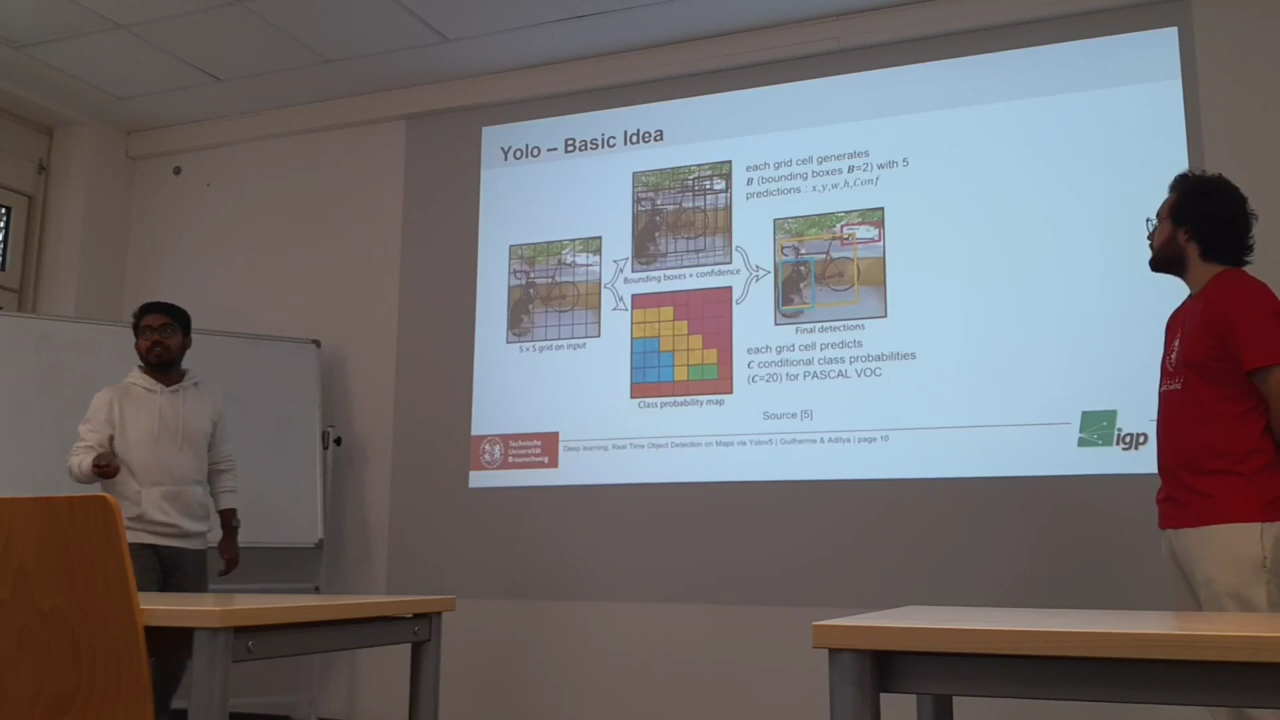 Yolo – Basic Idea
each grid cell generates
B (bounding boxes B=2) with 5
predictions : x,y,w,h,Conf
Bounding boxes + confidence
S × S grid on input
Final detections
each grid cell predicts
C conditional class probabilities
(C=20) for PASCAL VOC
Class probability map
Source [5]
Technische
Universität
Braunschweig
Deep learning, Real Time Object Detection on Maps via Yolov5 | Guilherme & Aditya | page 10
igp